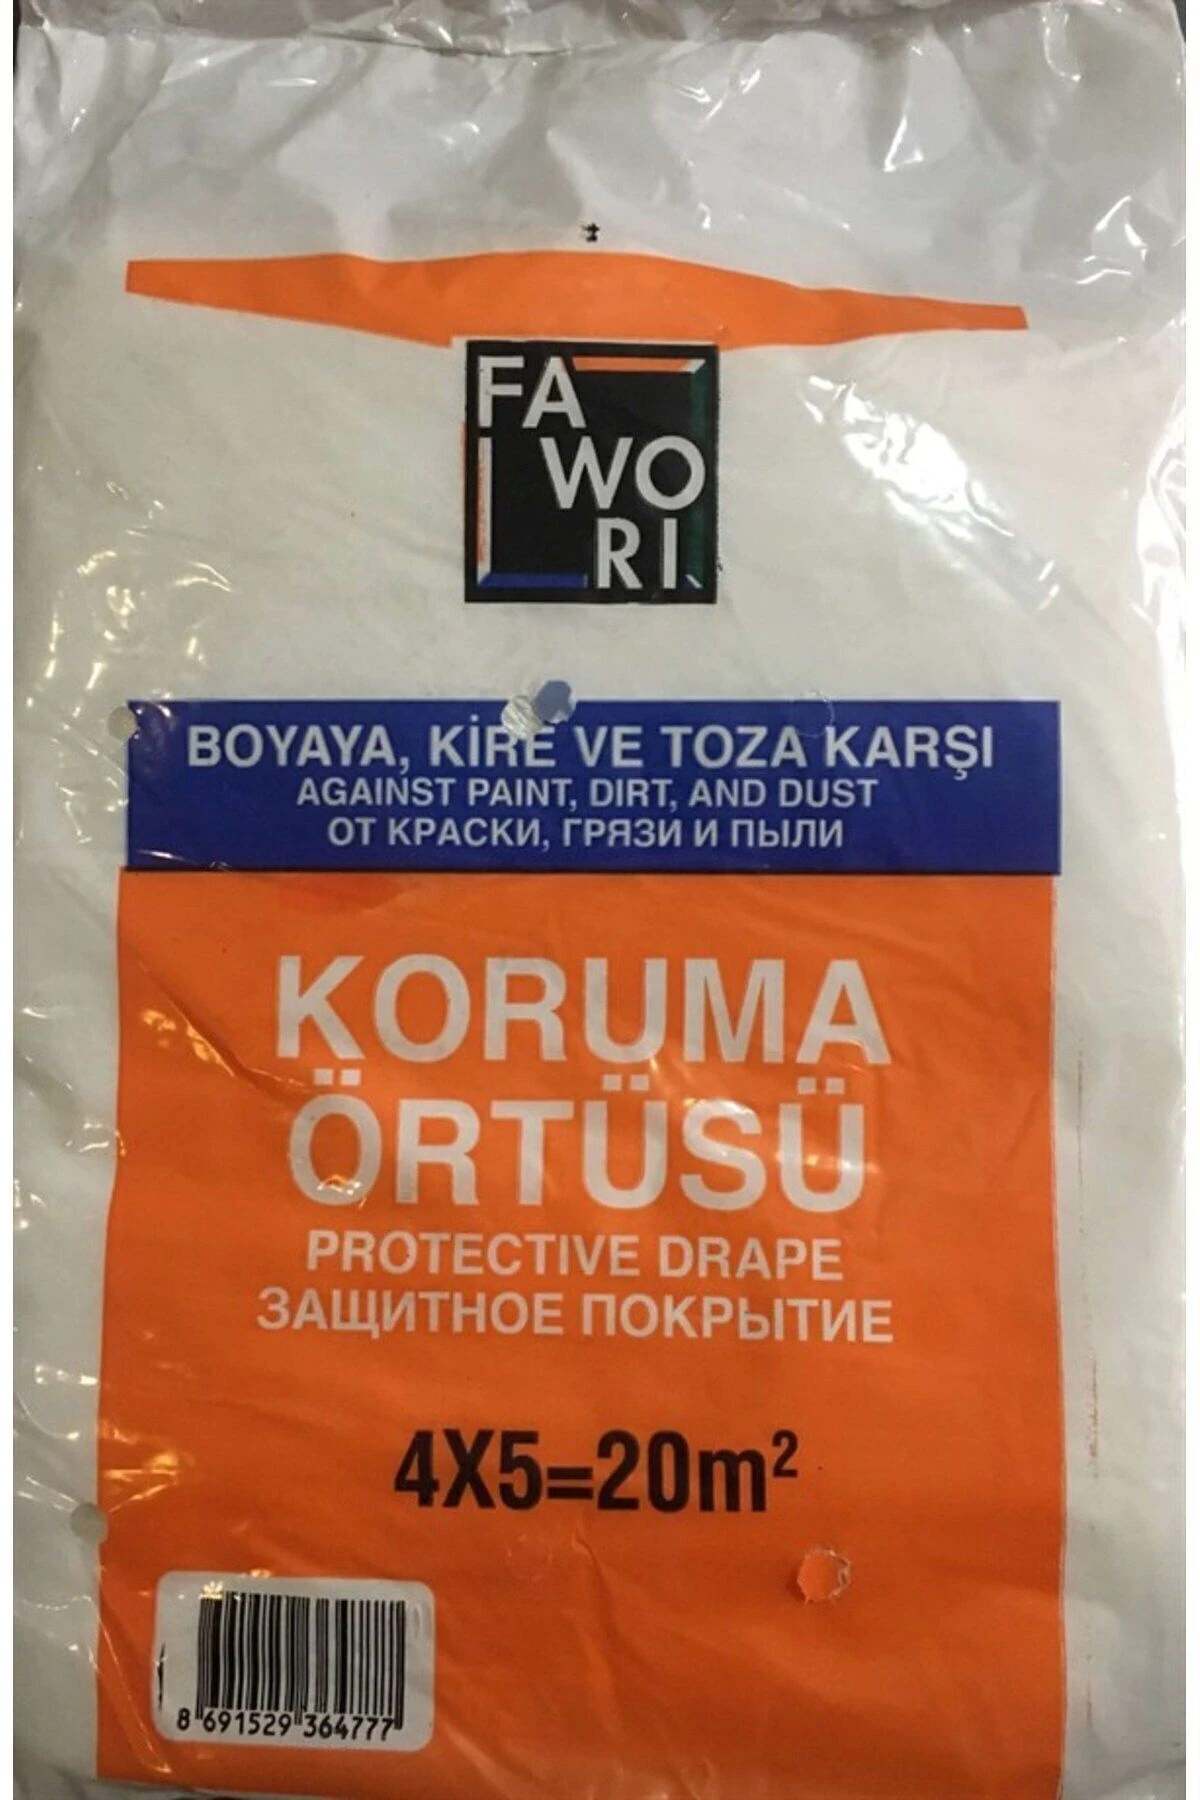 FA
WO
RI
BOYAYA, KİRE VE TOZA KARŞI
AGAINST PAINT, DIRT, AND DUST
ОТ КРАСКИ, ГРЯЗИ И ПЫЛИ
KORUMA
ÖRTÜSÜ
PROTECTIVE DRAPE
ЗАЩИТНОЕ ПОКРЫТИЕ
4X5=20m²
8 691529 364777